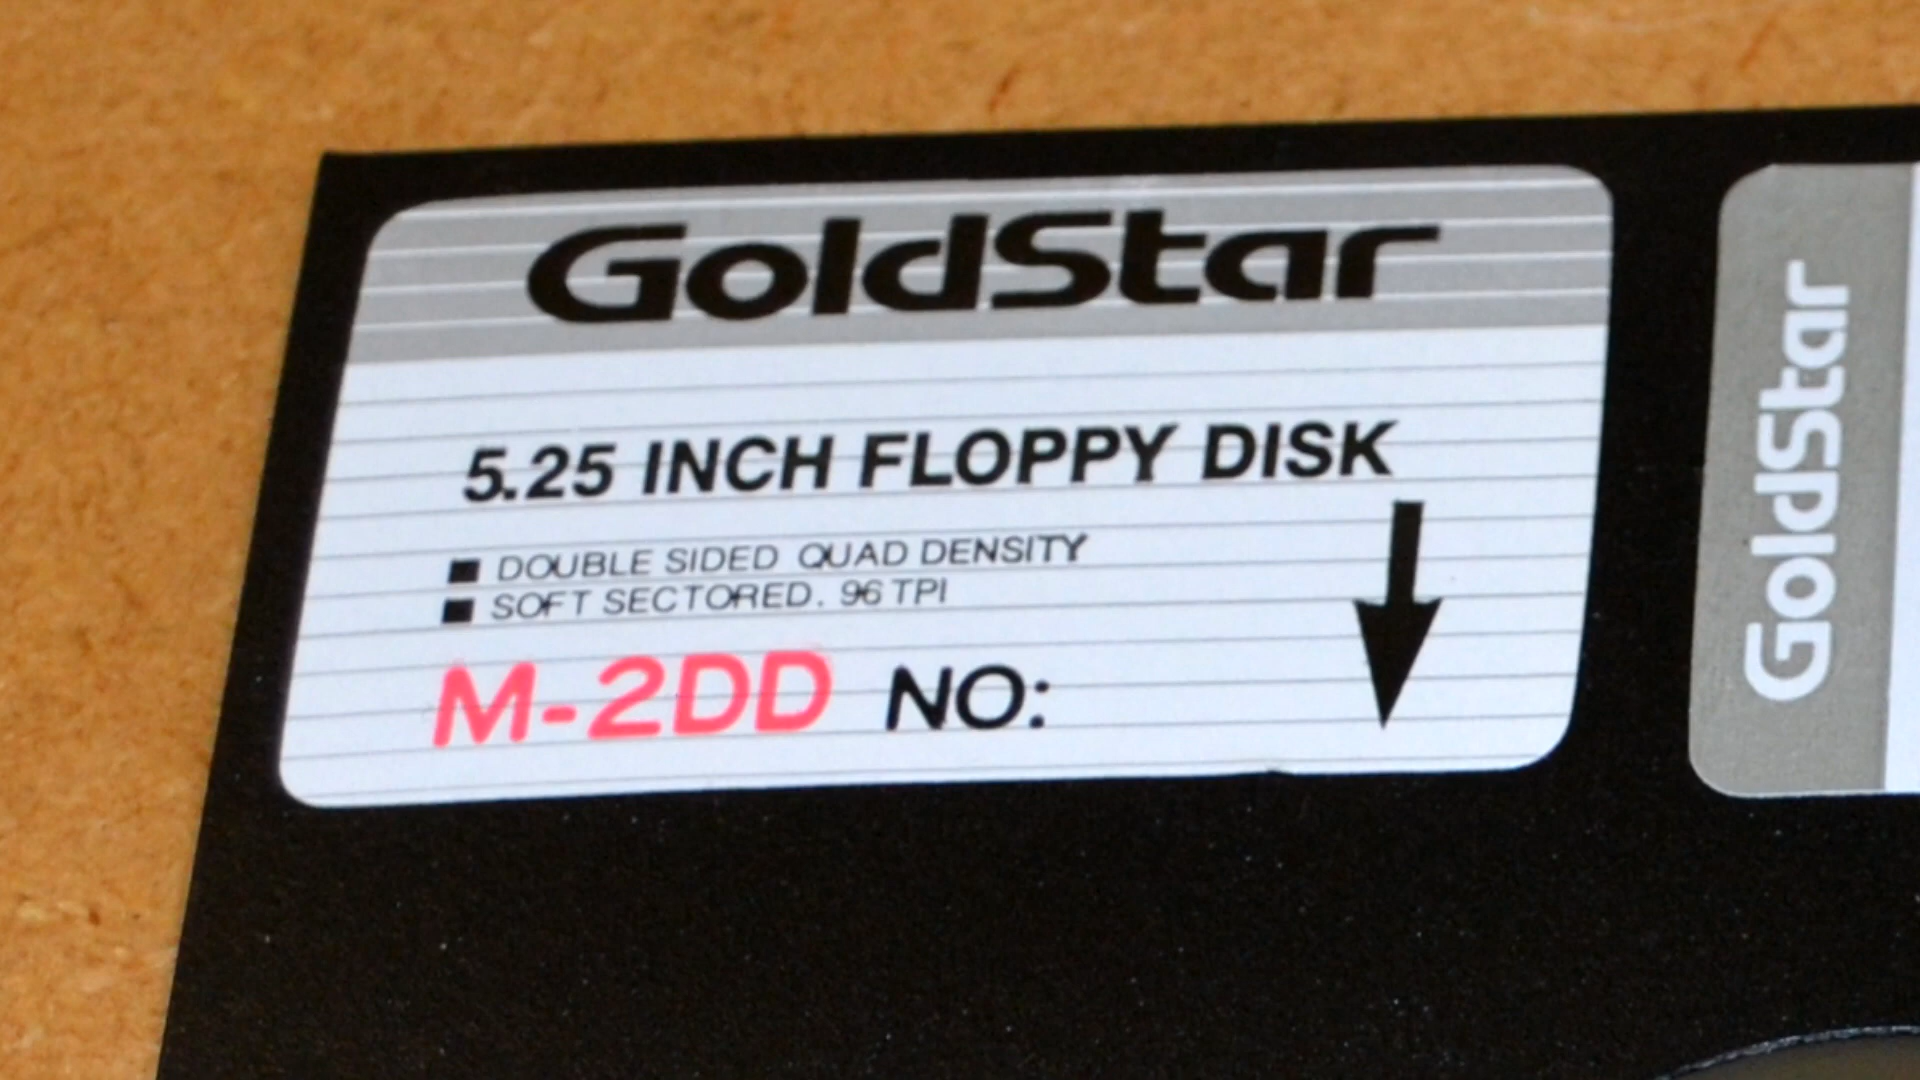 GoldStar
5.25 INCH FLOPPY DISK
■ DOUBLE SIDED QUAD DENSITY
■ SOFT SECTORED. 96 TPI
M-2DD NO:
GoldStar